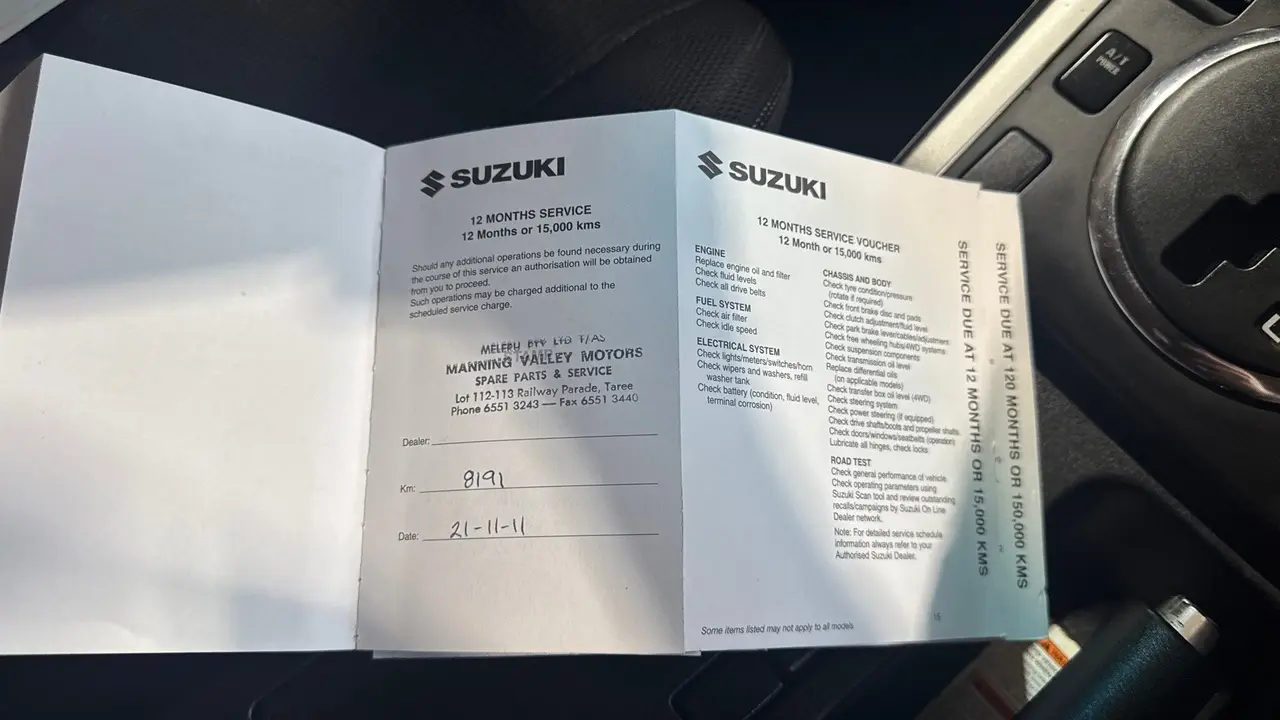 SUZUKI
12 MONTHS SERVICE
12 Months or 15,000 kms
Should any additional operations be found necessary during
the course of this service an authorisation will be obtained
from you to proceed.
Such operations may be charged additional to the
scheduled service charge.
MELEBU PTY LTD T/AS
MANNING VALLEY MOTORS
SPARE PARTS & SERVICE
Lot 112-113 Railway Parade, Taree
Phone 6551 3243 — Fax 6551 3440
Dealer:
Km: 8191
Date: 21-11-11
SUZUKI
12 MONTHS SERVICE VOUCHER
12 Month or 15,000 kms
ENGINE
Replace engine oil and filter
Check fluid levels
Check all drive belts
FUEL SYSTEM
Check air filter
Check idle speed
ELECTRICAL SYSTEM
Check lights/meters/switches/horn
Check wipers and washers, refill
washer tank
Check battery (condition, fluid level,
terminal corrosion)
CHASSIS AND BODY
Check tyre condition/pressure
(rotate if required)
Check front brake disc and pads
Check clutch adjustment/fluid level
Check park brake lever/cables/adjustment
Check free wheeling hubs/4WD systems
Check suspension components
Check transmission oil level
Replace differential oils
(on applicable models)
Check transfer box oil level (4WD)
Check steering system
Check power steering (if equipped)
Check drive shafts/boots and propeller shafts
Check doors/windows/seatbelts (operation)
Lubricate all hinges, check locks
ROAD TEST
Check general performance of vehicle
Check operating parameters using
Suzuki Scan tool and review outstanding
recalls/campaigns by Suzuki On Line
Dealer network.
Note: For detailed service schedule
information always refer to your
Authorised Suzuki Dealer.
Some items listed may not apply to all models
SERVICE DUE AT 12 MONTHS OR 15,000 KMS
SERVICE DUE AT 120 MONTHS OR 150,000 KMS
A/T
POWER